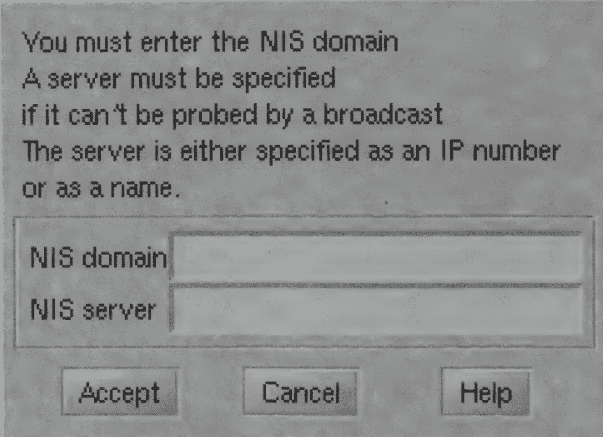 You must enter the NIS domain
A server must be specified
if it can't be probed by a broadcast
The server is either specified as an IP number
or as a name.
NIS domain
NIS server
Accept Cancel Help